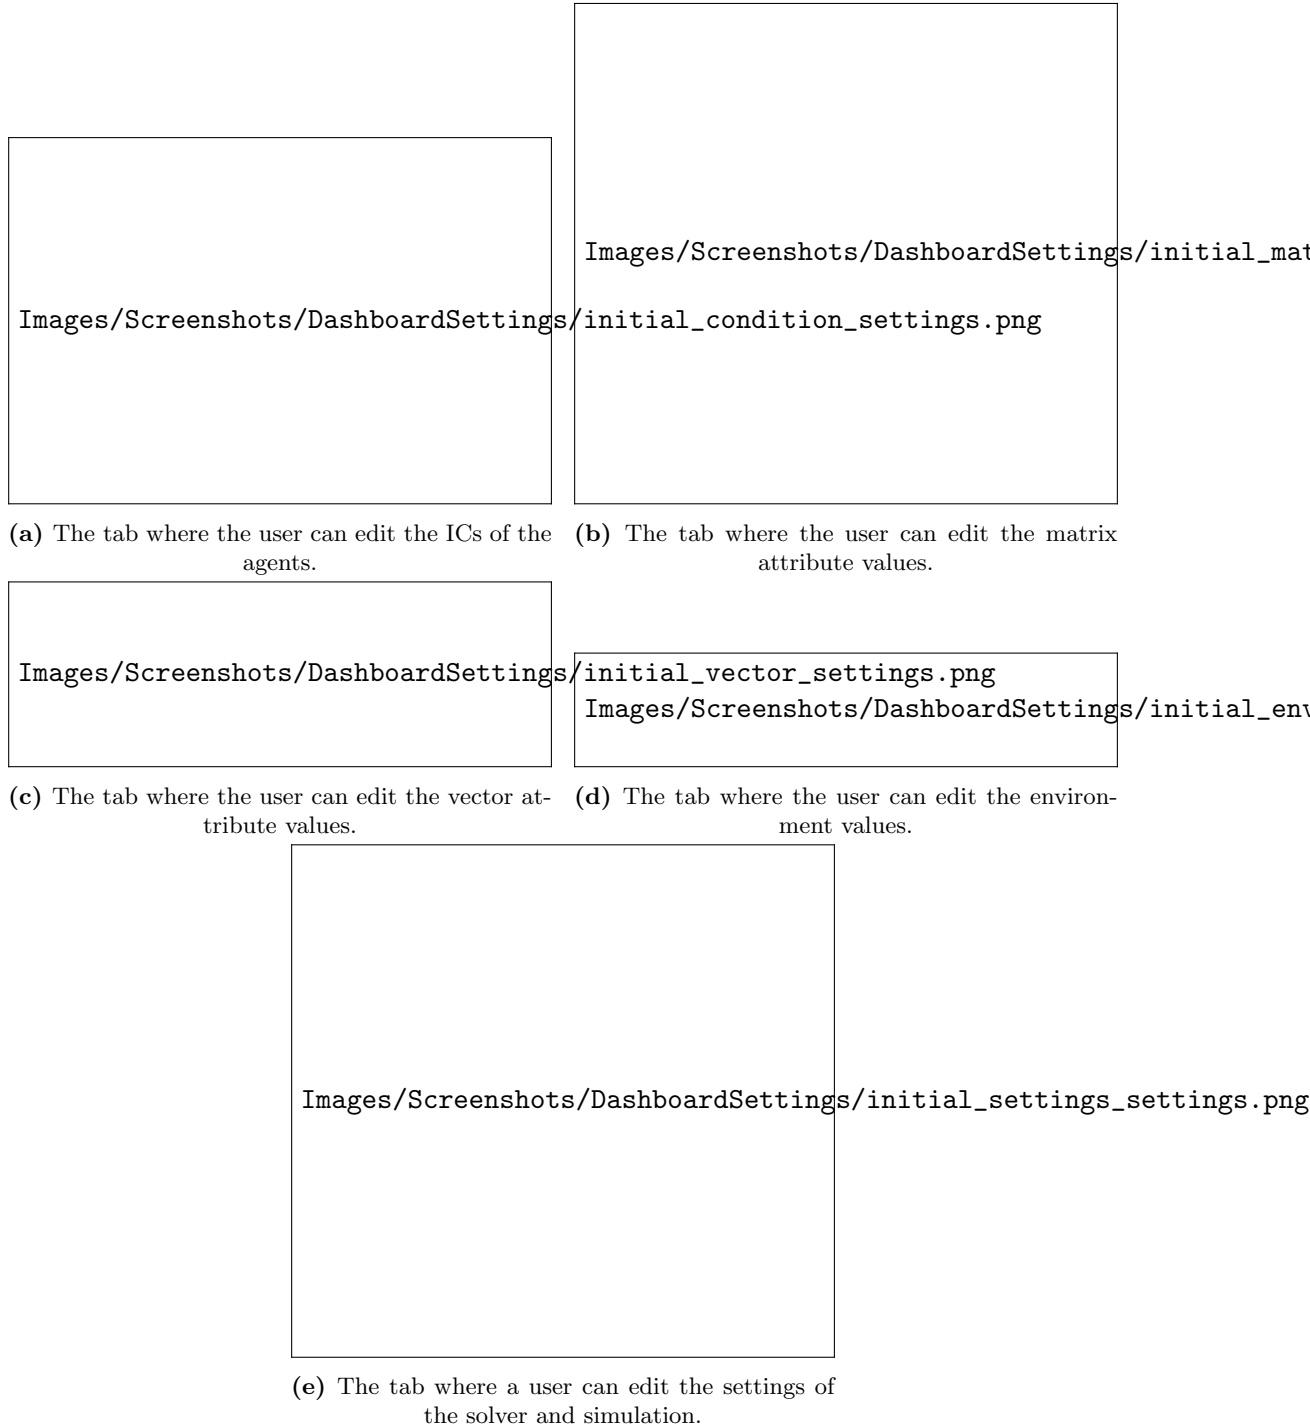 Images/Screenshots/DashboardSettings/initial_mat
Images/Screenshots/DashboardSettings/initial_condition_settings.png
(a) The tab where the user can edit the ICs of the
agents.
(b) The tab where the user can edit the matrix
attribute values.
Images/Screenshots/DashboardSettings/initial_vector_settings.png
Images/Screenshots/DashboardSettings/initial_env
(c) The tab where the user can edit the vector at-
tribute values.
(d) The tab where the user can edit the environ-
ment values.
Images/Screenshots/DashboardSettings/initial_settings_settings.png
(e) The tab where a user can edit the settings of
the solver and simulation.